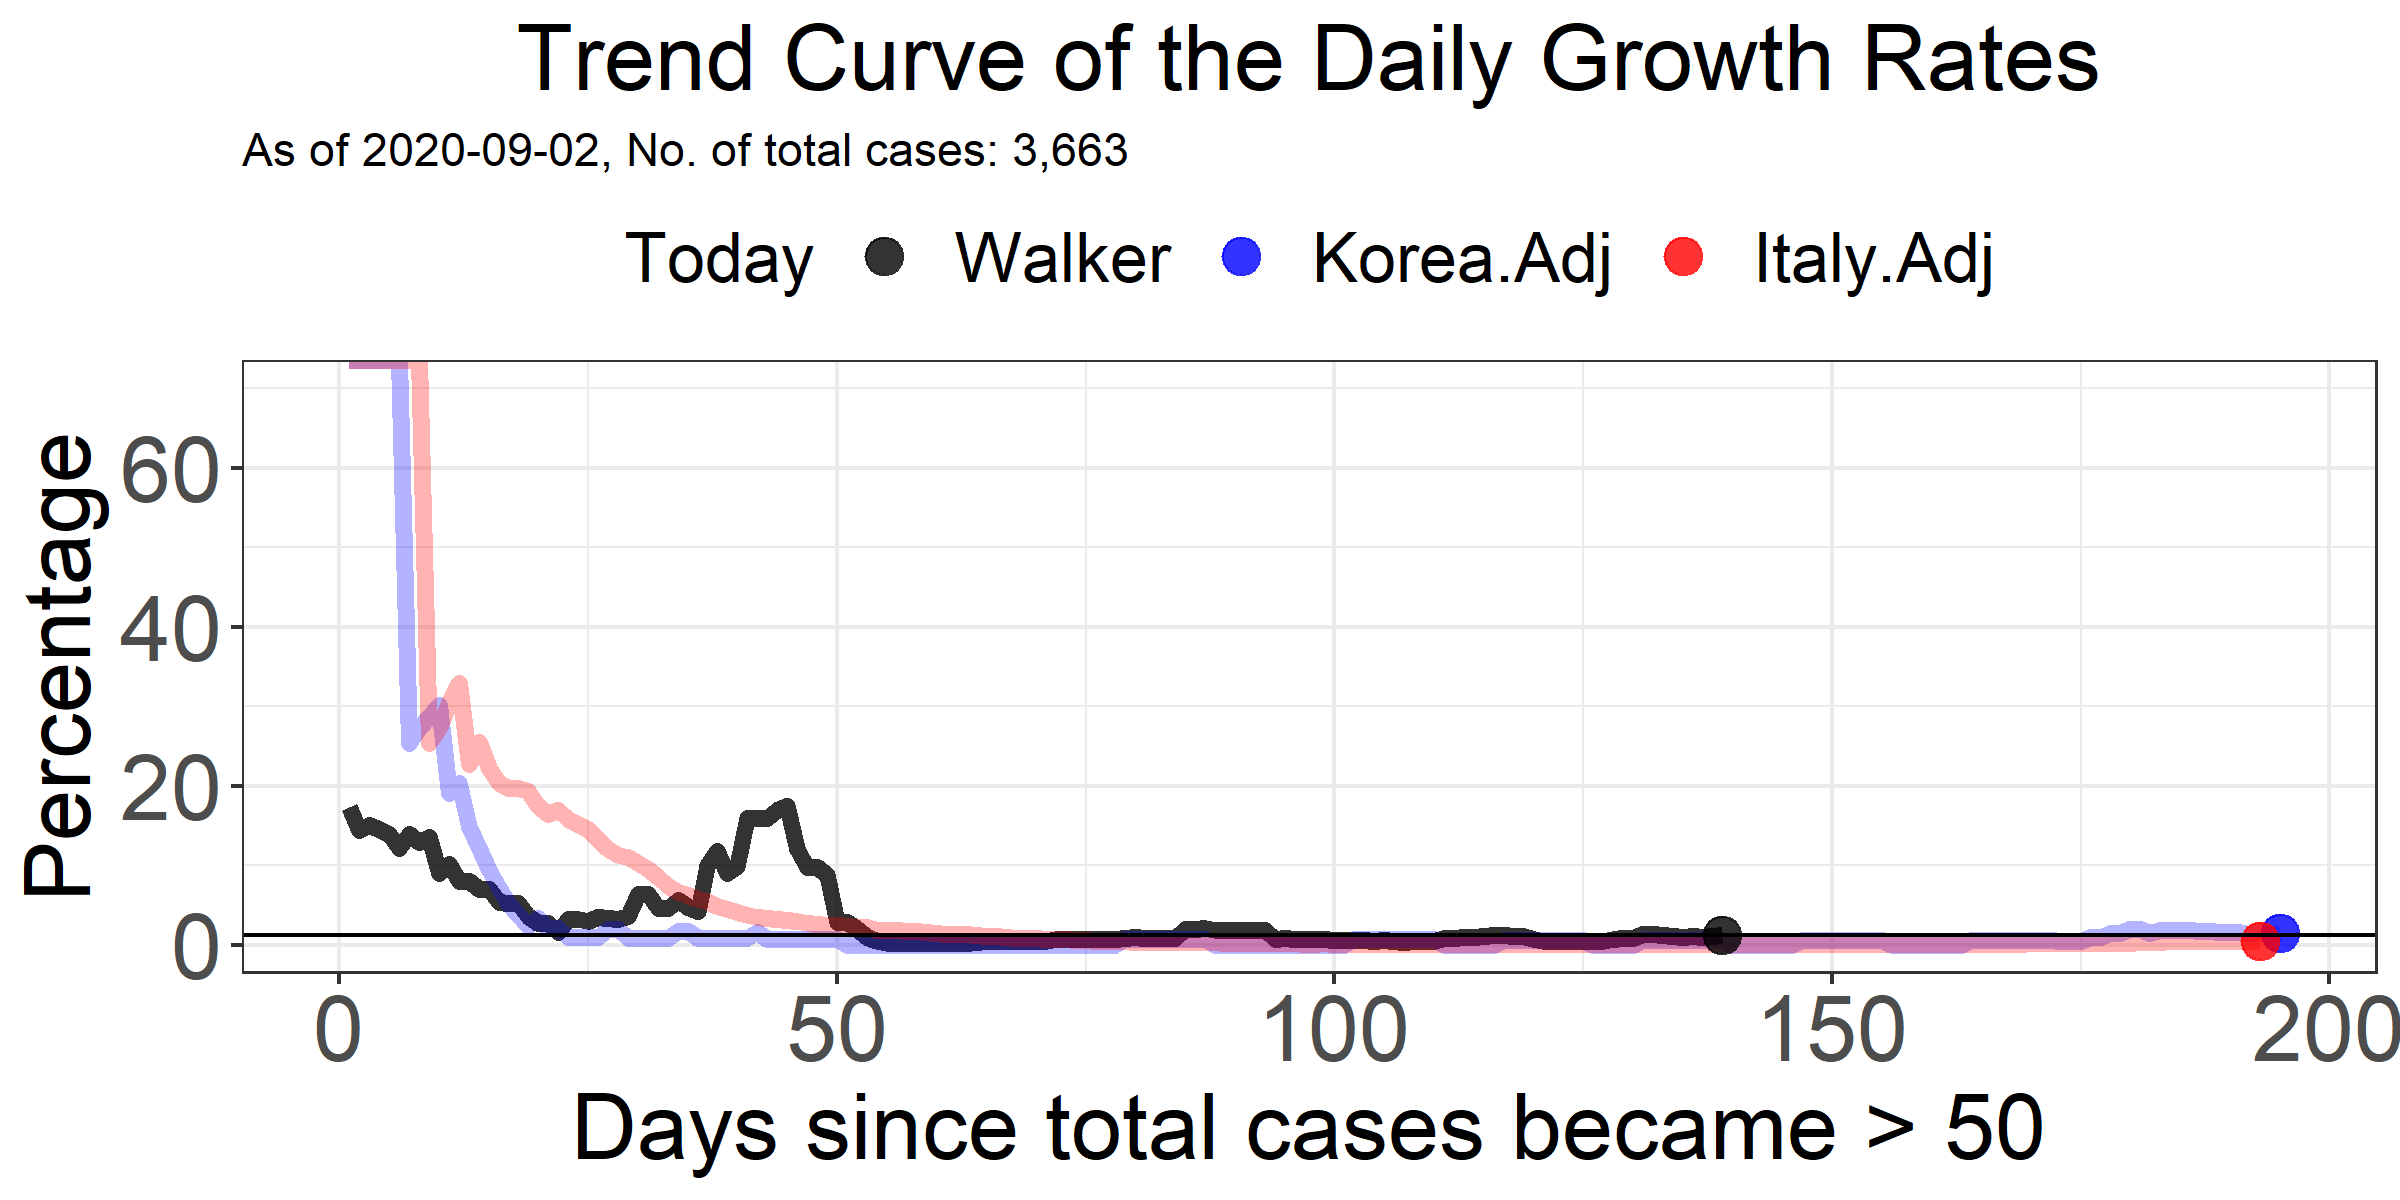 Trend Curve of the Daily Growth Rates
As of 2020-09-02, No. of total cases: 3,663
Today Walker Korea.Adj Italy.Adj
Percentage
60
40
20
0
0 50 100 150 200
Days since total cases became > 50